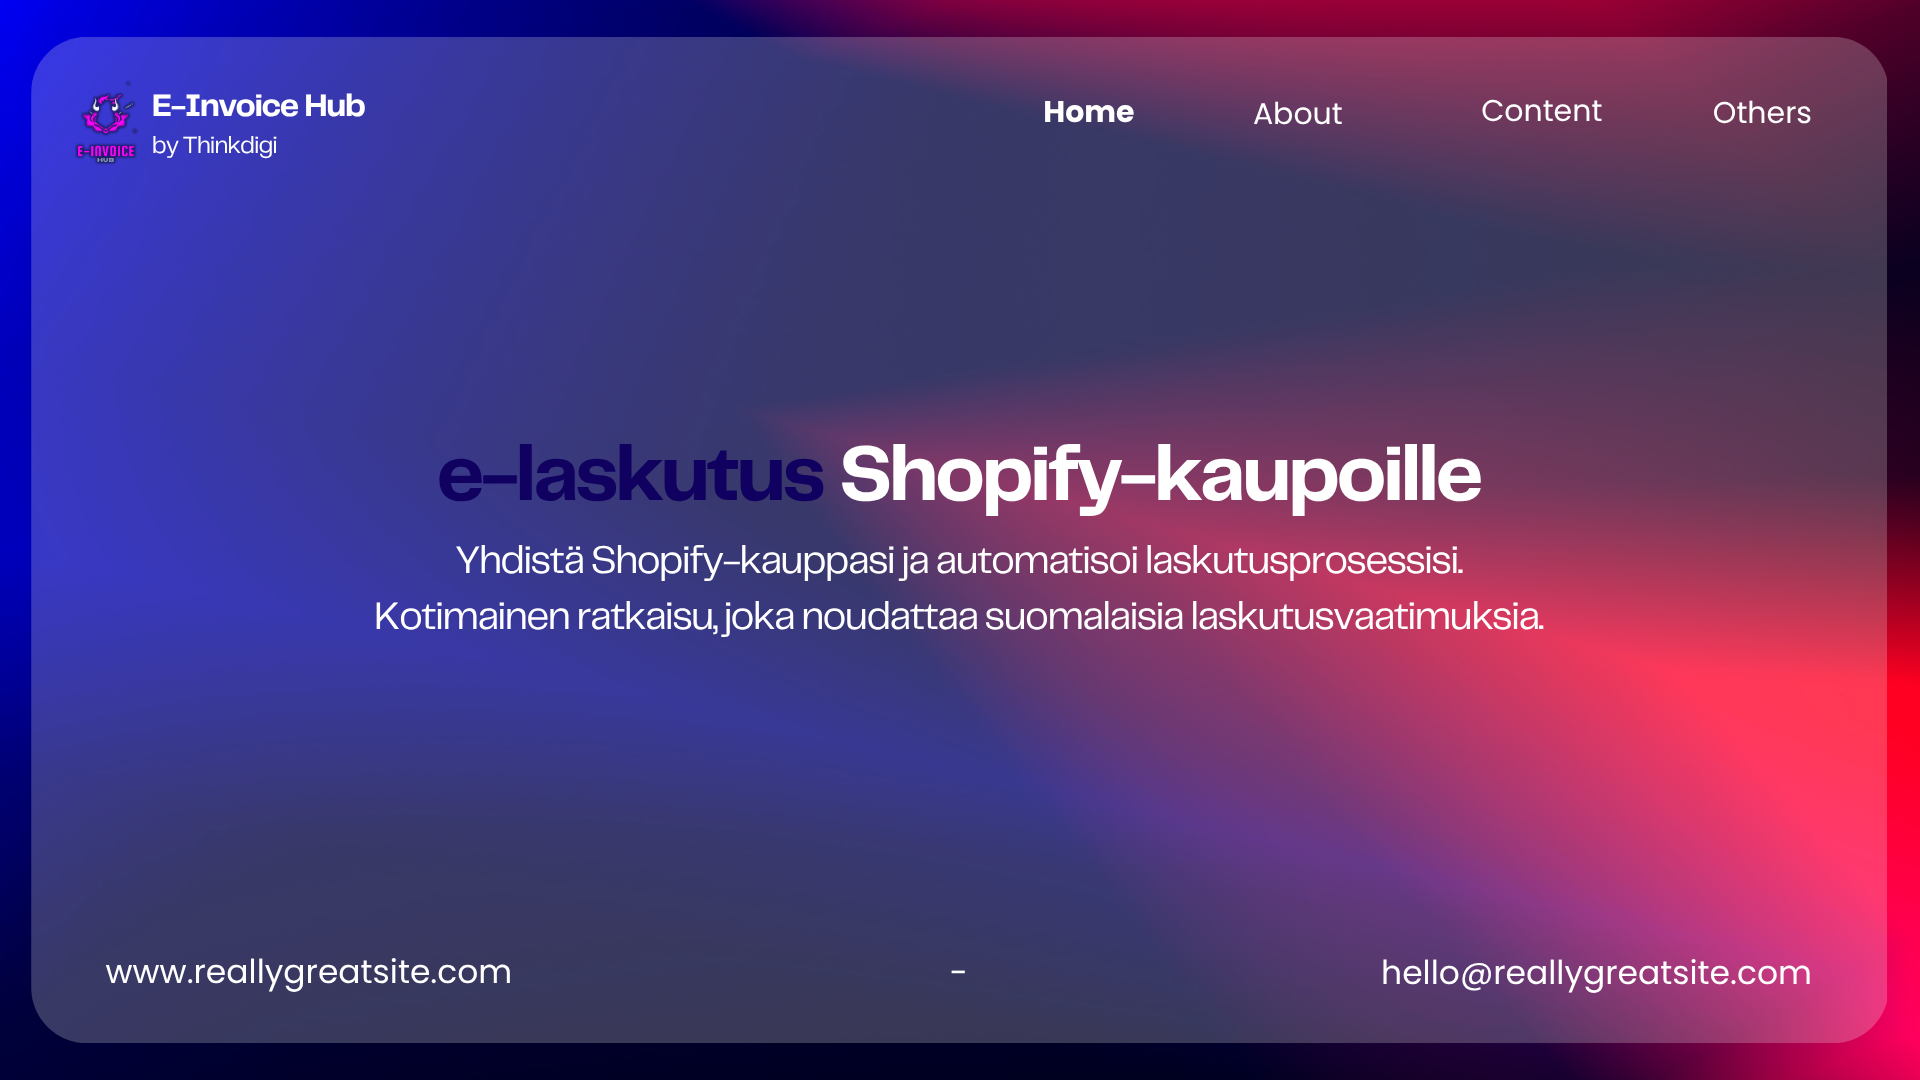 E-Invoice Hub
by Thinkdigi
E-INVOICE
HUB
Home About Content Others
e-laskutus Shopify-kaupoille
Yhdistä Shopify-kauppasi ja automatisoi laskutusprosessisi.
Kotimainen ratkaisu, joka noudattaa suomalaisia laskutusvaatimuksia.
www.reallygreatsite.com - hello@reallygreatsite.com